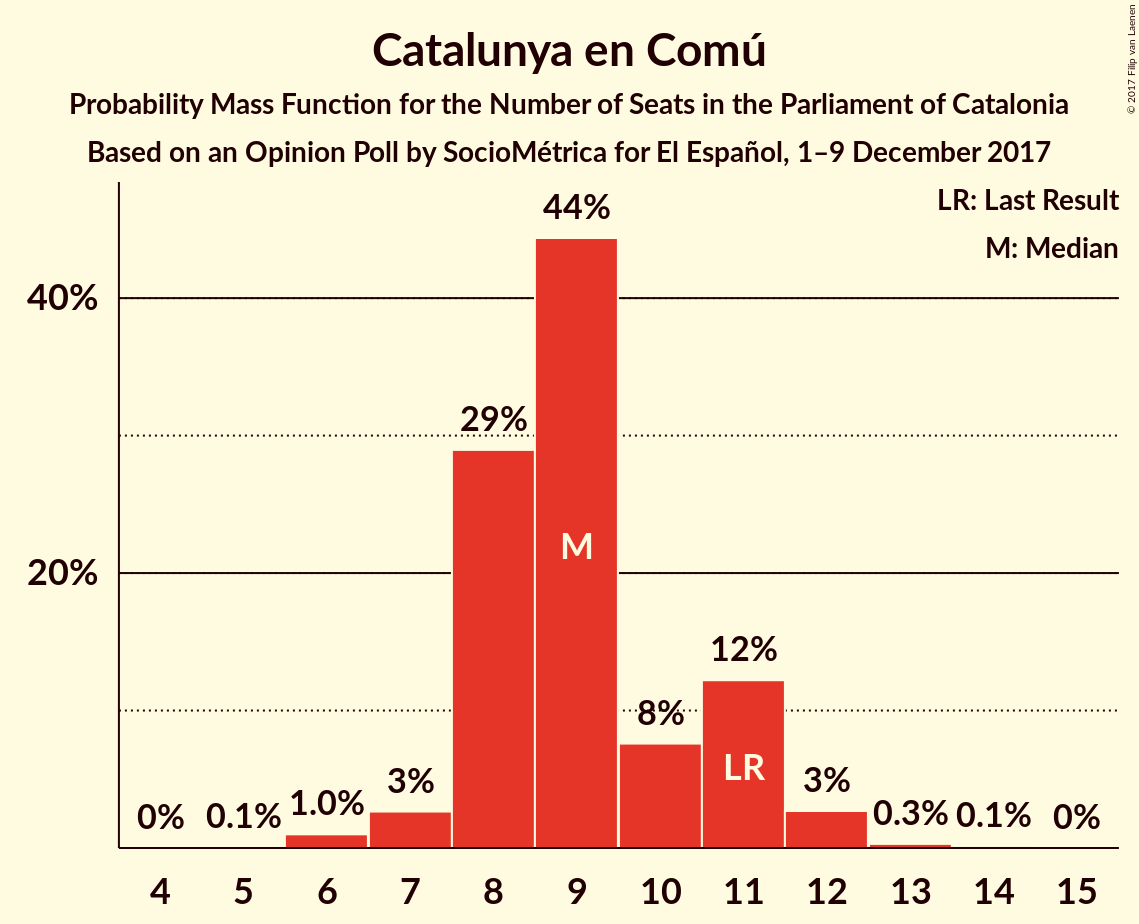 Catalunya en Comú
Probability Mass Function for the Number of Seats in the Parliament of Catalonia
Based on an Opinion Poll by SocioMétrica for El Español, 1–9 December 2017
© 2017 Filip van Laenen
LR: Last Result
M: Median
44%
40%
29%
M
20%
12%
8%
LR
3%
3%
1.0%
0.3%
0.1%
0.1%
0%
0%
4 5 6 7 8 9 10 11 12 13 14 15